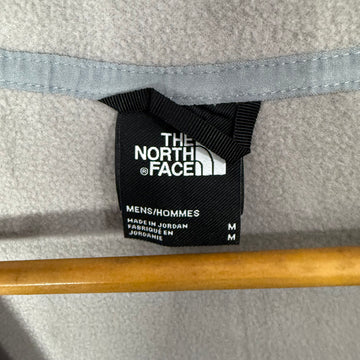 THE
NORTH
FACE
®
MENS/HOMMES
MADE IN JORDAN M
FABRIQUÉ EN M
JORDANIE